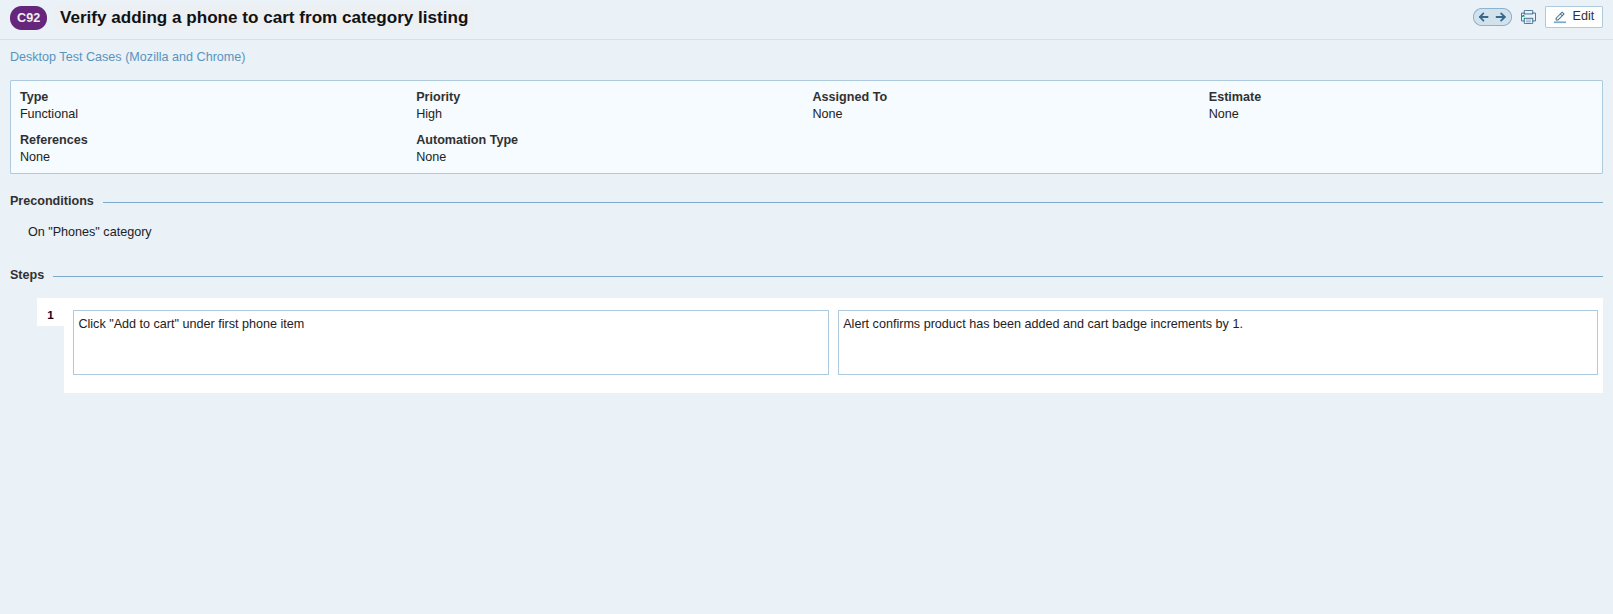 C92 Verify adding a phone to cart from category listing
Edit
Desktop Test Cases (Mozilla and Chrome)
Type Priority Assigned To Estimate
Functional High None None
References Automation Type
None None
Preconditions
On "Phones" category
Steps
1
Click "Add to cart" under first phone item
Alert confirms product has been added and cart badge increments by 1.